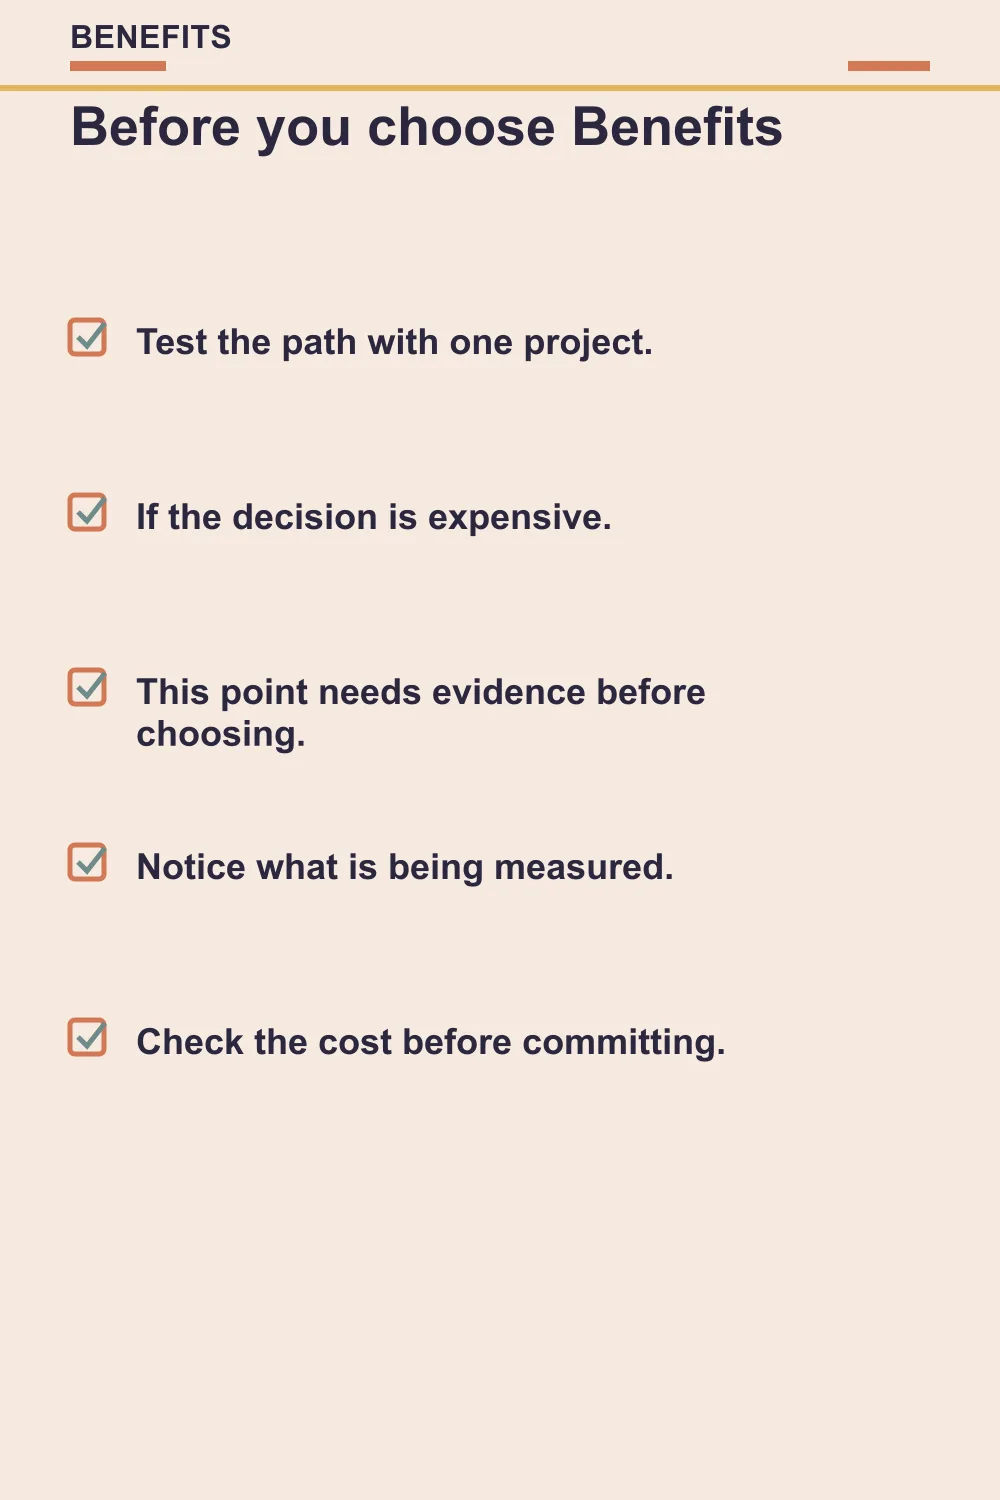 BENEFITS
Before you choose Benefits
Test the path with one project.
If the decision is expensive.
This point needs evidence before
choosing.
Notice what is being measured.
Check the cost before committing.